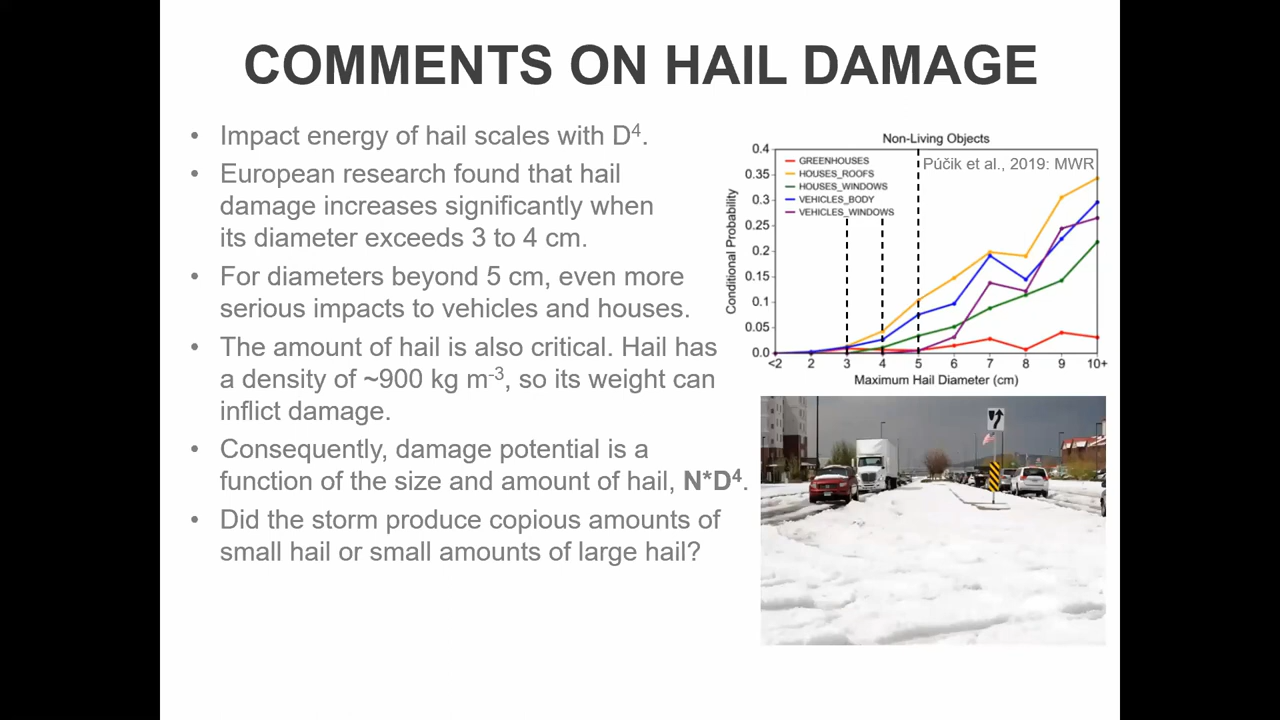 COMMENTS ON HAIL DAMAGE
• Impact energy of hail scales with D⁴.
• European research found that hail
damage increases significantly when
its diameter exceeds 3 to 4 cm.
• For diameters beyond 5 cm, even more
serious impacts to vehicles and houses.
• The amount of hail is also critical. Hail has
a density of ~900 kg m⁻³, so its weight can
inflict damage.
• Consequently, damage potential is a
function of the size and amount of hail, N*D⁴.
• Did the storm produce copious amounts of
small hail or small amounts of large hail?
Non-Living Objects
Púčik et al., 2019: MWR
GREENHOUSES
HOUSES_ROOFS
HOUSES_WINDOWS
VEHICLES_BODY
VEHICLES_WINDOWS
Conditional Probability
0.4
0.35
0.3
0.25
0.2
0.15
0.1
0.05
0.0
<2 2 3 4 5 6 7 8 9 10+
Maximum Hail Diameter (cm)